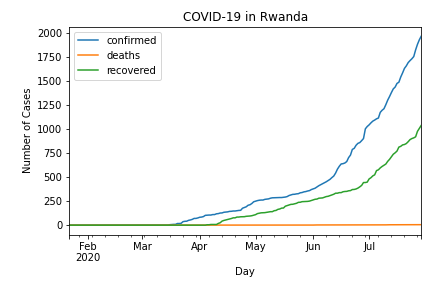 COVID-19 in Rwanda
confirmed
deaths
recovered
Number of Cases
2000
1750
1500
1250
1000
750
500
250
0
Feb
2020
Mar
Apr
May
Jun
Jul
Day